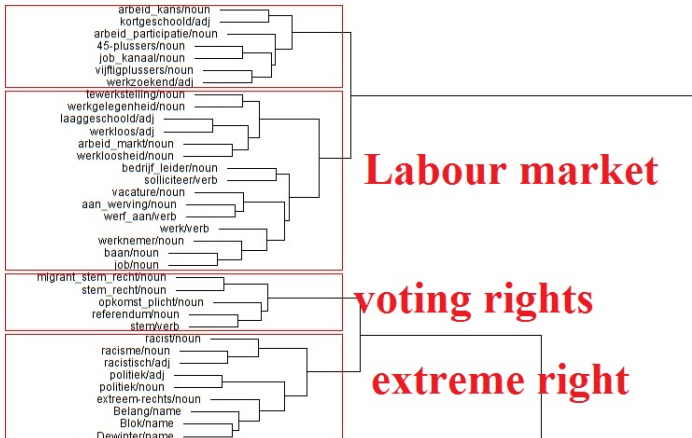 arbeid_kans/noun
kortgeschoold/adj
arbeid_participatie/noun
45-plussers/noun
job_kanaal/noun
vijftigplussers/noun
werkzoekend/adj
tewerkstelling/noun
werkgelegenheid/noun
laaggeschoold/adj
werkloos/adj
arbeid_markt/noun
werkloosheid/noun
bedrijf_leider/noun
solliciteer/verb
Labour market
vacature/noun
aan_werving/noun
werf_aan/verb
werk/verb
werknemer/noun
baan/noun
job/noun
migrant_stem_recht/noun
stem_recht/noun
opkomst_plicht/noun
voting rights
referendum/noun
stem/verb
racist/noun
racisme/noun
racistisch/adj
politiek/adj
extreme right
politiek/noun
extreem-rechts/noun
Belang/name
Blok/name
Dewinter/name